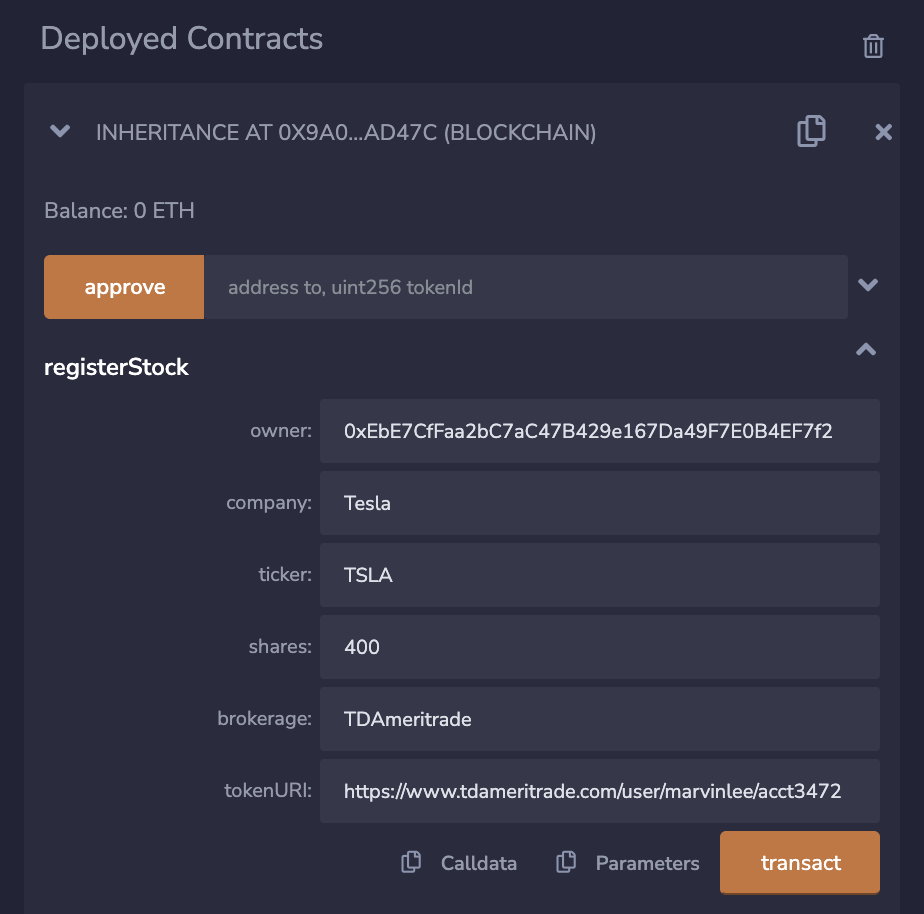 Deployed Contracts
INHERITANCE AT 0X9A0...AD47C (BLOCKCHAIN)
Balance: 0 ETH
approve address to, uint256 tokenId
registerStock
owner: 0xEbE7CfFaa2bC7aC47B429e167Da49F7E0B4EF7f2
company: Tesla
ticker: TSLA
shares: 400
brokerage: TDAmeritrade
tokenURI: https://www.tdameritrade.com/user/marvinlee/acct3472
Calldata Parameters transact